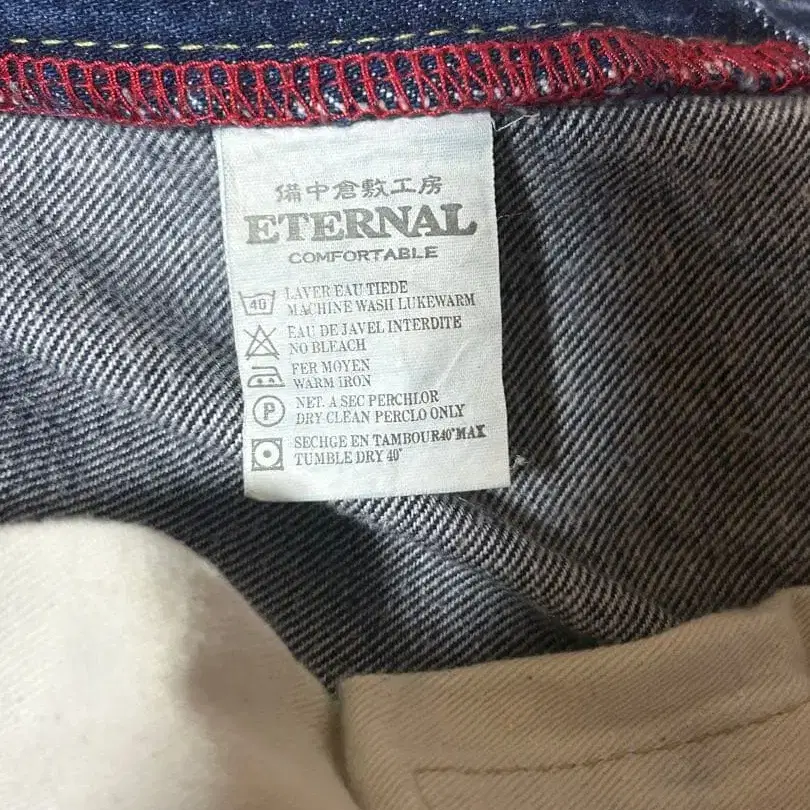 備中倉敷工房
ETERNAL
COMFORTABLE
40 LAVER EAU TIEDE
MACHINE WASH LUKEWARM
EAU DE JAVEL INTERDITE
NO BLEACH
FER MOYEN
WARM IRON
P NET. A SEC PERCHLOR
DRY CLEAN PERCLO ONLY
SECHGE EN TAMBOUR40°MAX
TUMBLE DRY 40°